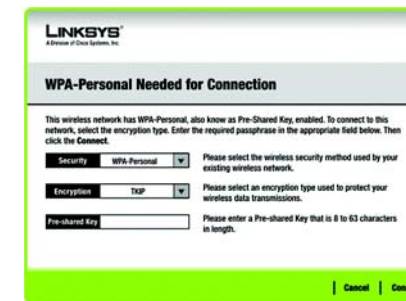 LINKSYS®
A Division of Cisco Systems, Inc.
WPA-Personal Needed for Connection
This wireless network has WPA-Personal, also know as Pre-Shared Key, enabled. To connect to this
network, select the encryption type. Enter the required passphrase in the appropriate field below. Then
click the Connect.
Security WPA-Personal Please select the wireless security method used by your
existing wireless network.
Encryption TKIP Please select an encryption type used to protect your
wireless data transmissions.
Pre-shared Key Please enter a Pre-shared Key that is 8 to 63 characters
in length.
Cancel Con